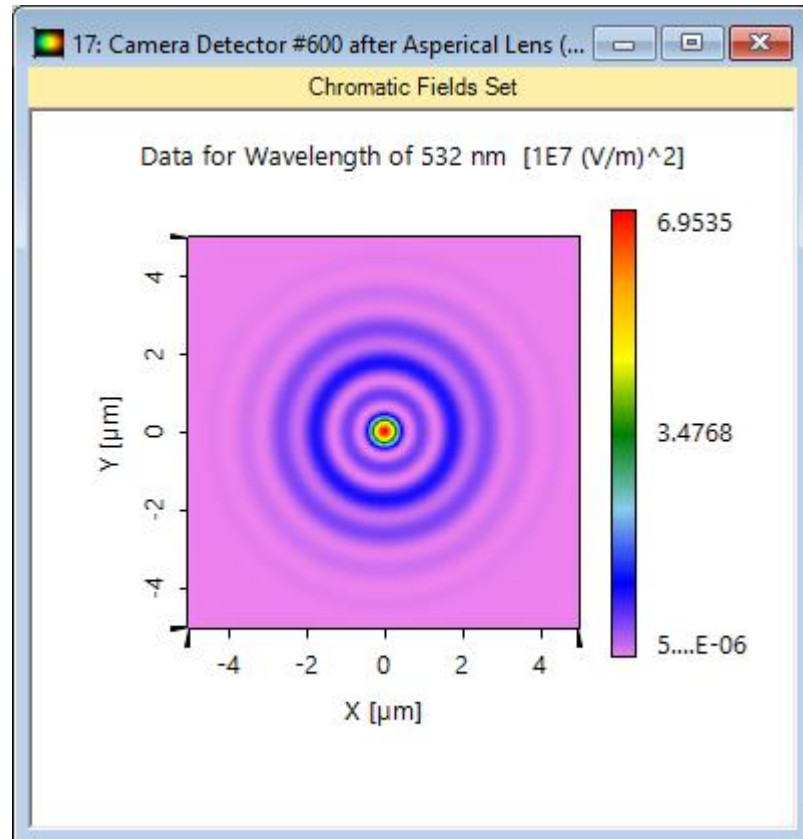 17: Camera Detector #600 after Asperical Lens (...
Chromatic Fields Set
Data for Wavelength of 532 nm [1E7 (V/m)^2]
6.9535
3.4768
5....E-06
4
2
0
-2
-4
Y [µm]
-4 -2 0 2 4
X [µm]